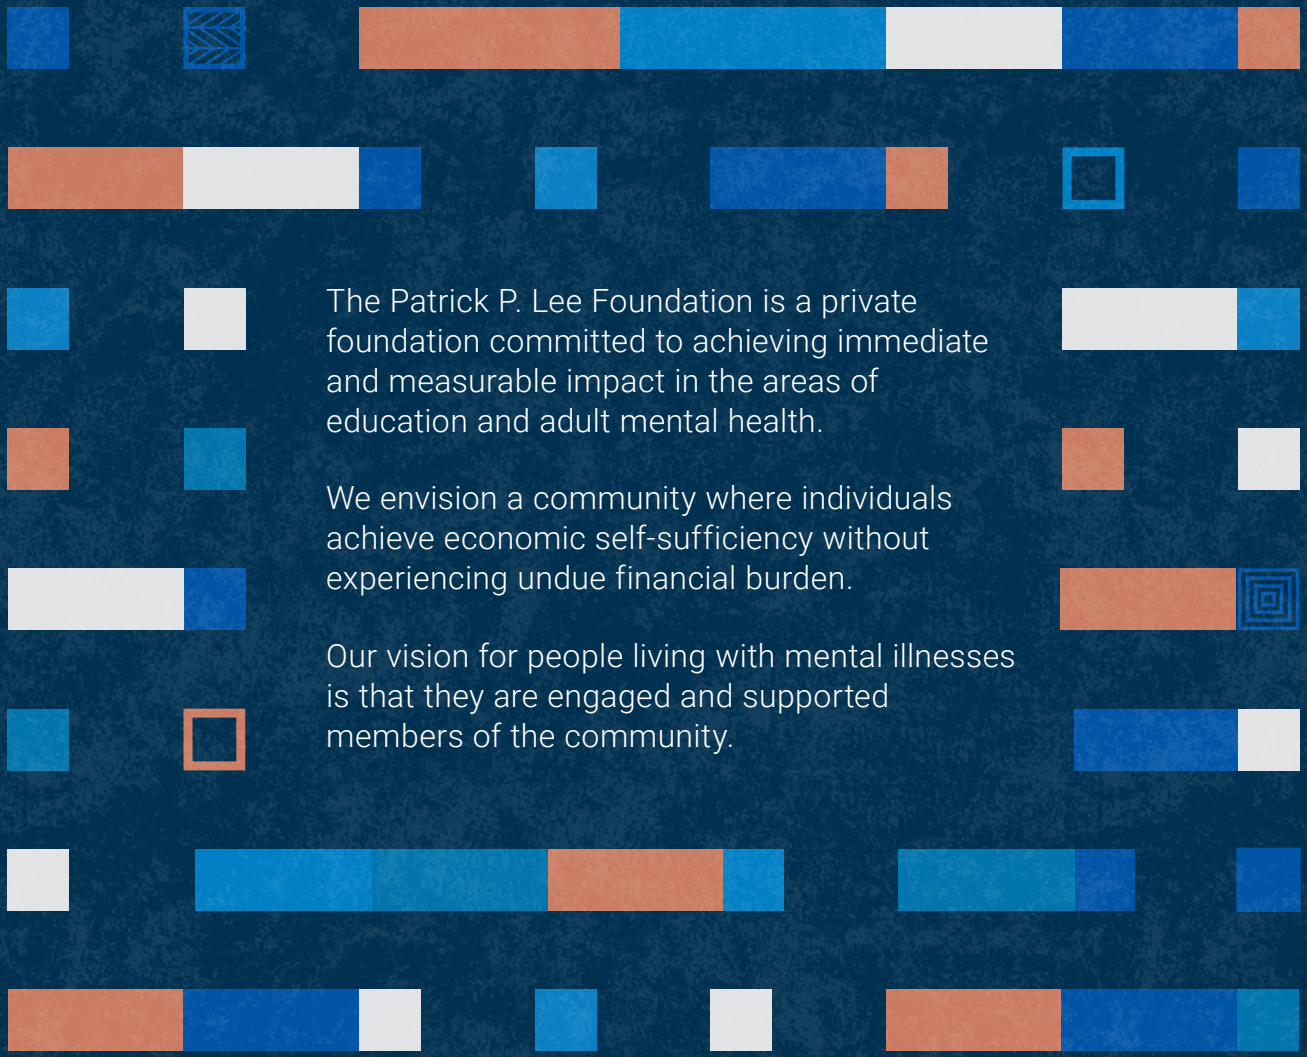 The Patrick P. Lee Foundation is a private
foundation committed to achieving immediate
and measurable impact in the areas of
education and adult mental health.
We envision a community where individuals
achieve economic self-sufficiency without
experiencing undue financial burden.
Our vision for people living with mental illnesses
is that they are engaged and supported
members of the community.